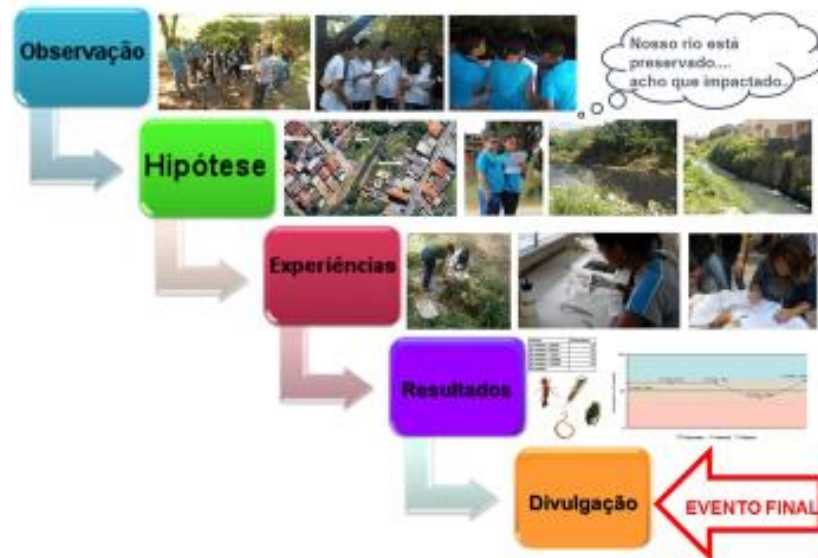 Observação
Nosso rio está
preservado....
acho que impactado..
Hipótese
Experiências
Resultados
Divulgação
EVENTO FINAL